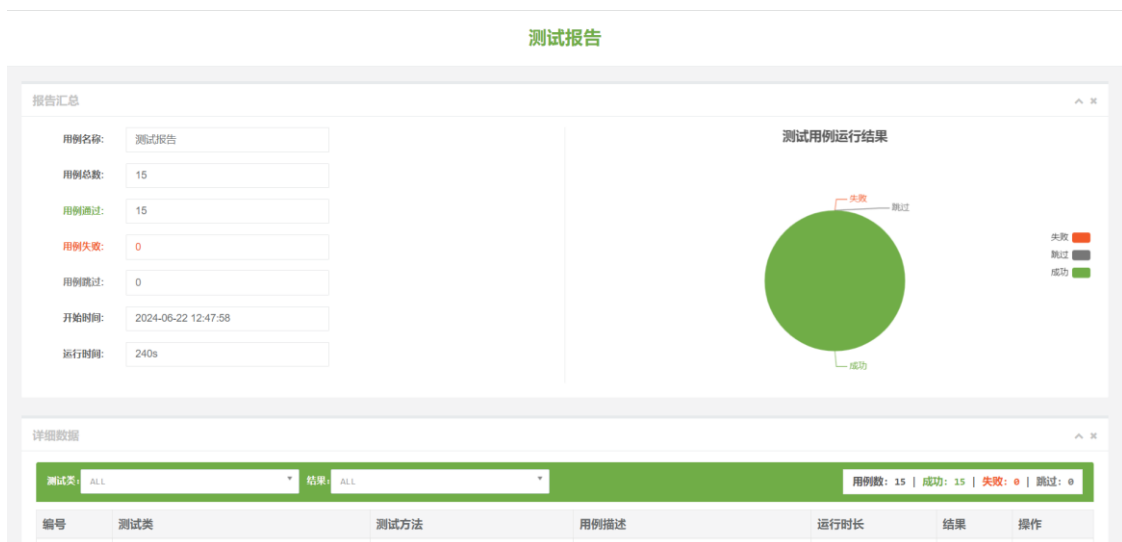 测试报告
报告汇总
用例名称: 测试报告
用例总数: 15
用例通过: 15
用例失败: 0
用例跳过: 0
开始时间: 2024-06-22 12:47:58
运行时间: 240s
测试用例运行结果
失败
跳过
成功
失败
跳过
成功
详细数据
测试类: ALL 结果: ALL 用例数: 15 | 成功: 15 | 失败: 0 | 跳过: 0
编号 测试类 测试方法 用例描述 运行时长 结果 操作